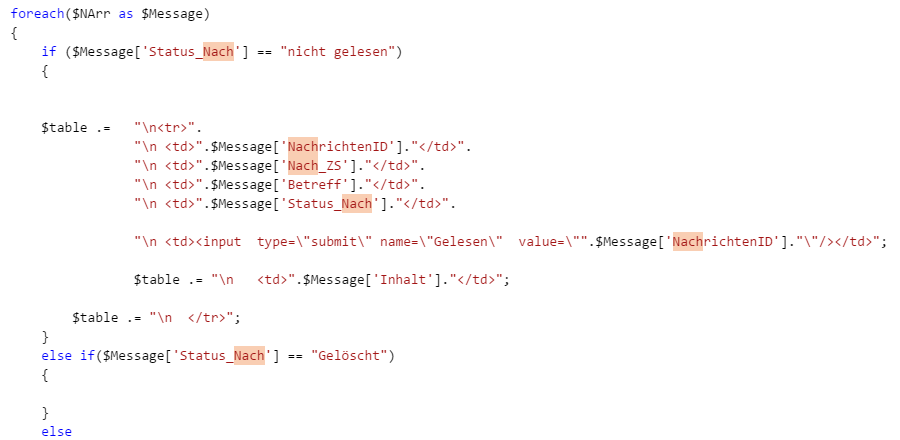 foreach($NArr as $Message)
{
    if ($Message['Status_Nach'] == "nicht gelesen")
    {
    $table .=   "\n<tr>".
                "\n <td>".$Message['NachrichtenID']."</td>".
                "\n <td>".$Message['Nach_ZS']."</td>".
                "\n <td>".$Message['Betreff']."</td>".
                "\n <td>".$Message['Status_Nach']."</td>".
                "\n <td><input  type=\"submit\" name=\"Gelesen\"  value=\"".$Message['NachrichtenID']."\"/></td>";
                $table .= "\n   <td>".$Message['Inhalt']."</td>";
        $table .= "\n  </tr>";
    }
    else if($Message['Status_Nach'] == "Gelöscht")
    {
    }
    else